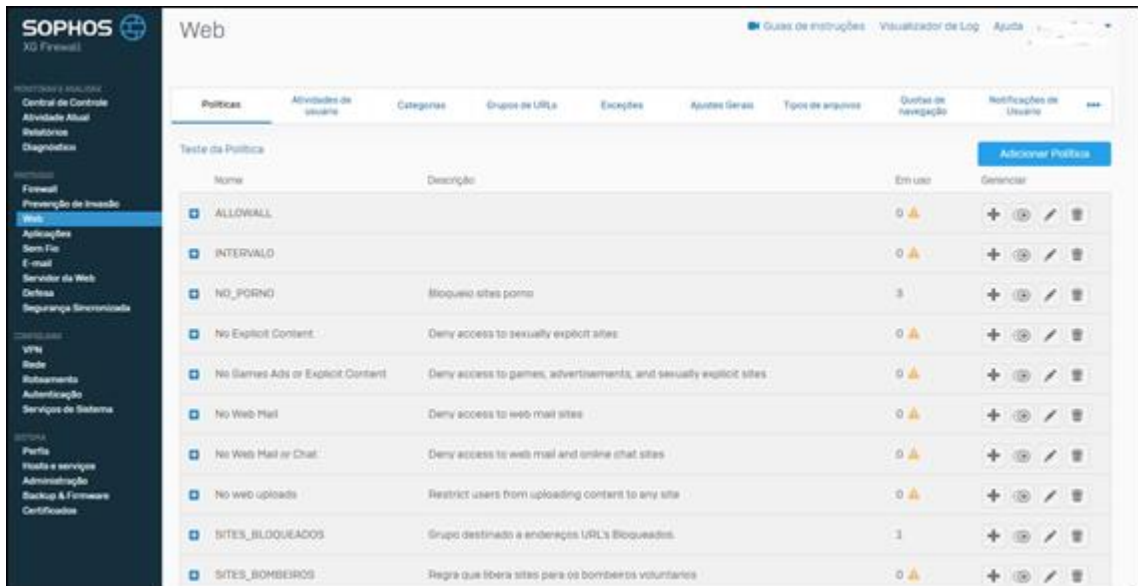 SOPHOS
XG Firewall
Web
Guias de instruções Visualizador de Log Ajuda
MONITORAR E ANALISAR
Central de Controle
Atividade Atual
Relatórios
Diagnóstico
PROTEGER
Firewall
Prevenção de Invasão
Web
Aplicações
Sem Fio
E-mail
Servidor da Web
Defesa
Segurança Sincronizada
CONFIGURAR
VPN
Rede
Roteamento
Autenticação
Serviços de Sistema
SISTEMA
Perfis
Hosts e serviços
Administração
Backup & Firmware
Certificados
Políticas Atividades de usuário Categorias Grupos de URLs Exceções Ajustes Gerais Tipos de arquivos Quotas de navegação Notificações de Usuário
Teste da Política Adicionar Política
Nome Descrição Em uso Gerenciar
ALLOWALL 0
INTERVALO 0
NO_PORNO Bloqueio sites porno 3
No Explicit Content Deny access to sexually explicit sites 0
No Games Ads or Explicit Content Deny access to games, advertisements, and sexually explicit sites 0
No Web Mail Deny access to web mail sites 0
No Web Mail or Chat Deny access to web mail and online chat sites 0
No web uploads Restrict users from uploading content to any site 0
SITES_BLOQUEADOS Grupo destinado a endereços URL's Bloqueados. 1
SITES_BOMBEIROS Regra que libera sites para os bombeiros voluntarios 0